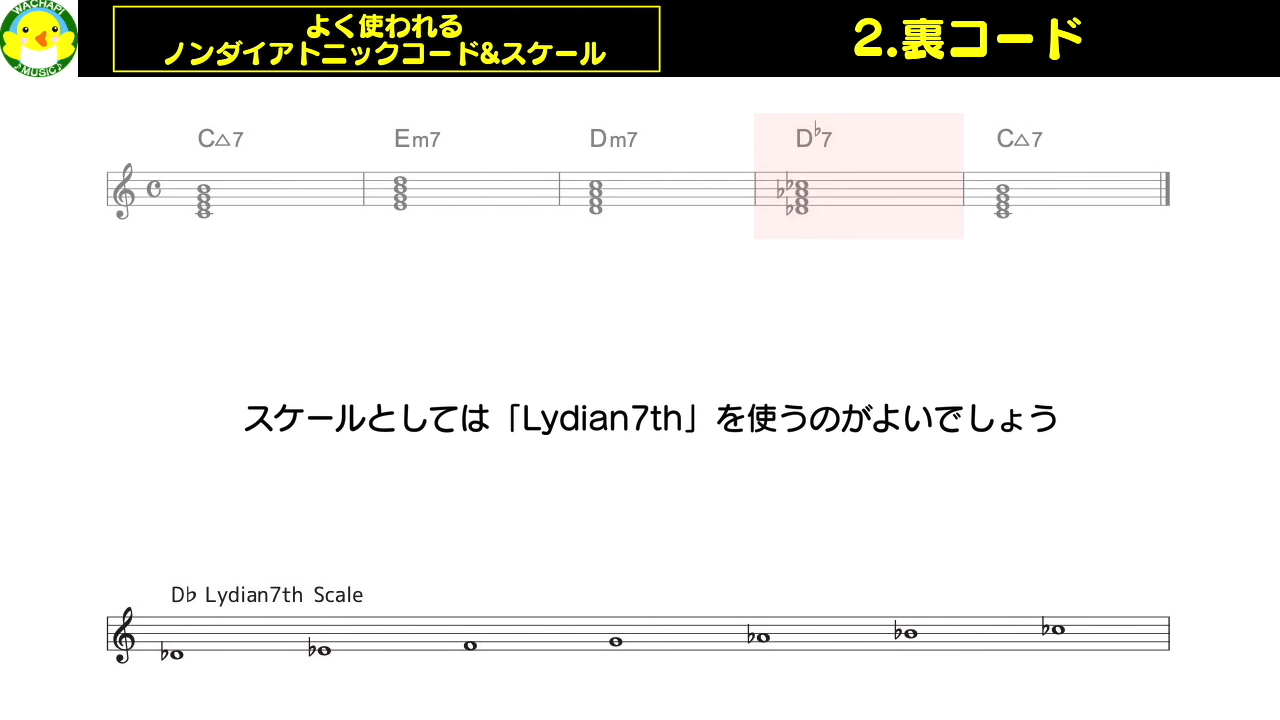 WACHAPI
♪MUSIC♪
よく使われる
ノンダイアトニックコード&スケール
2.裏コード
C△7 Em7 Dm7 D♭7 C△7
スケールとしては「Lydian7th」を使うのがよいでしょう
D♭ Lydian7th Scale